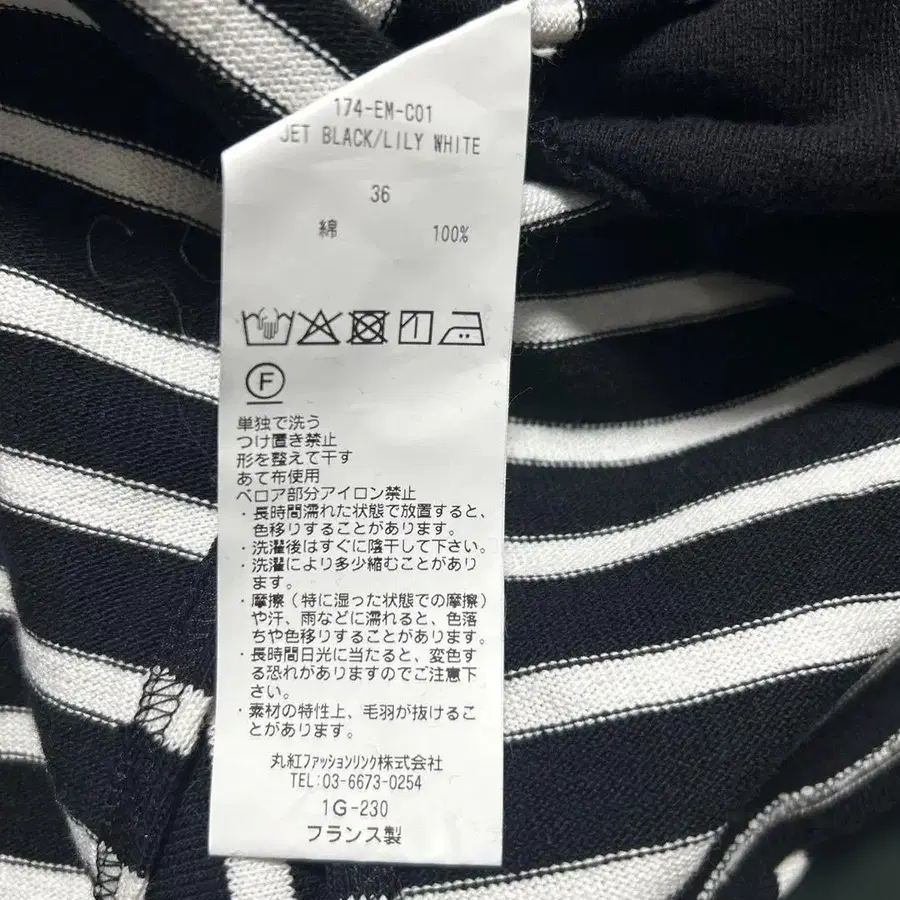 174-EM-C01
JET BLACK/LILY WHITE
36
綿 100%
F
単独で洗う
つけ置き禁止
形を整えて干す
あて布使用
ベロア部分アイロン禁止
・長時間濡れた状態で放置すると、
色移りすることがあります。
・洗濯後はすぐに陰干して下さい。
・洗濯により多少縮むことがあり
ます。
・摩擦(特に湿った状態での摩擦)
や汗、雨などに濡れると、色落
ちや色移りすることがあります。
・長時間日光に当たると、変色す
る恐れがありますのでご注意下
さい。
・素材の特性上、毛羽が抜けるこ
とがあります。
丸紅ファッションリンク株式会社
TEL:03-6673-0254
1G-230
フランス製